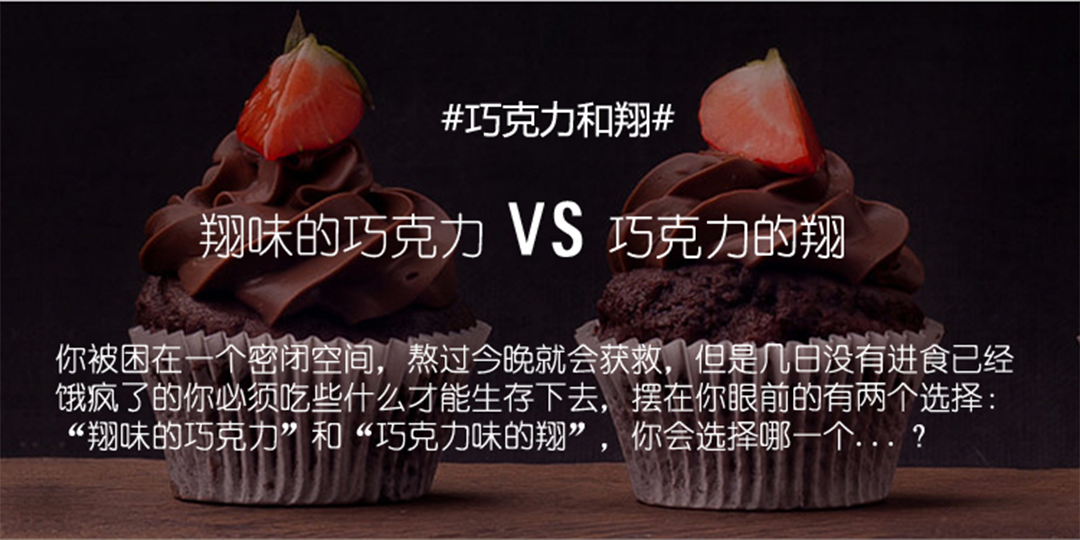 #巧克力和翔#
翔味的巧克力 VS 巧克力的翔
你被困在一个密闭空间，熬过今晚就会获救，但是几日没有进食已经
饿疯了的你必须吃些什么才能生存下去，摆在你眼前的有两个选择：
“翔味的巧克力”和“巧克力味的翔”，你会选择哪一个...？